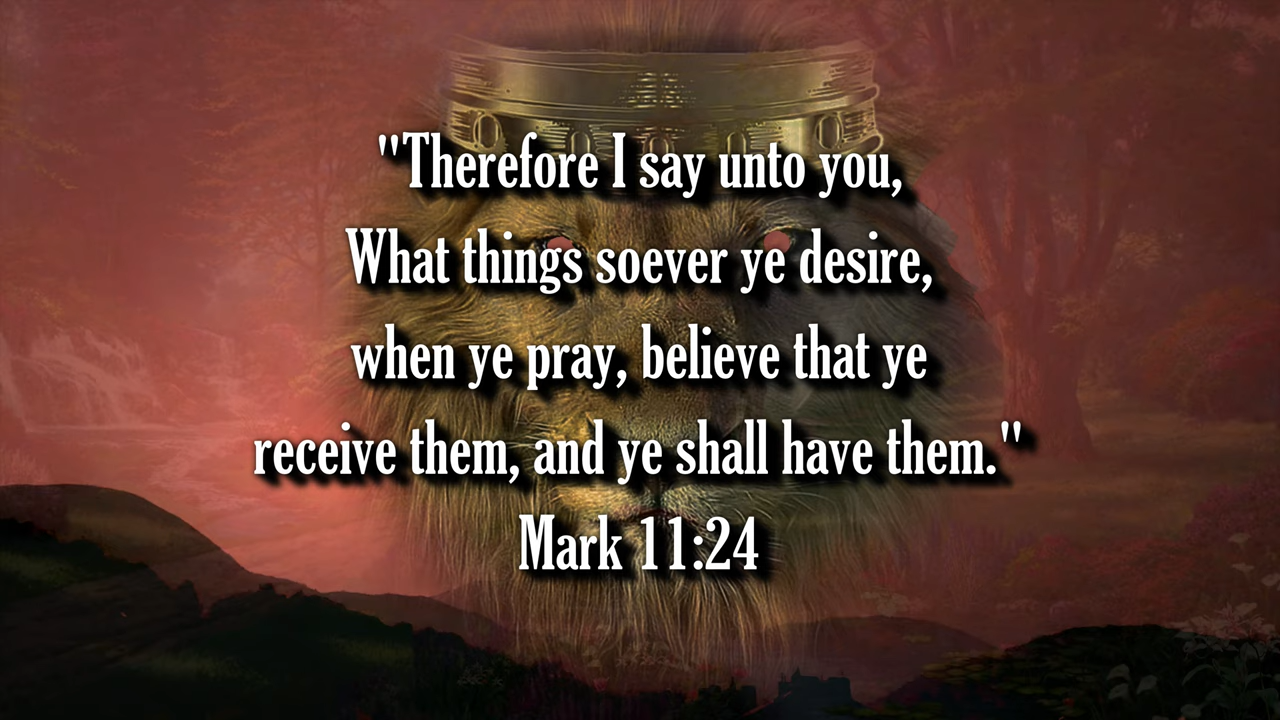 "Therefore I say unto you,
What things soever ye desire,
when ye pray, believe that ye
receive them, and ye shall have them."
Mark 11:24